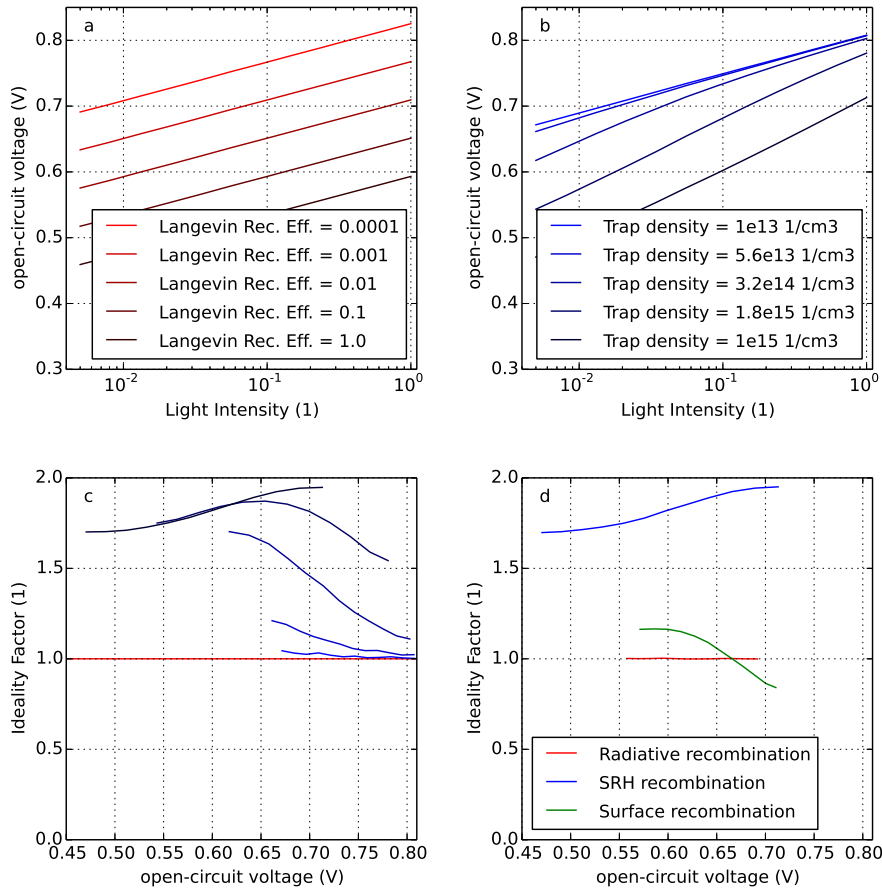 a
open-circuit voltage (V)
0.8
0.7
0.6
0.5
0.4
0.3
Langevin Rec. Eff. = 0.0001
Langevin Rec. Eff. = 0.001
Langevin Rec. Eff. = 0.01
Langevin Rec. Eff. = 0.1
Langevin Rec. Eff. = 1.0
10^-2 10^-1 10^0
Light Intensity (1)
b
open-circuit voltage (V)
0.8
0.7
0.6
0.5
0.4
0.3
Trap density = 1e13 1/cm3
Trap density = 5.6e13 1/cm3
Trap density = 3.2e14 1/cm3
Trap density = 1.8e15 1/cm3
Trap density = 1e15 1/cm3
10^-2 10^-1 10^0
Light Intensity (1)
c
Ideality Factor (1)
2.0
1.5
1.0
0.5
0.0
0.45 0.50 0.55 0.60 0.65 0.70 0.75 0.80
open-circuit voltage (V)
d
Ideality Factor (1)
2.0
1.5
1.0
0.5
0.0
Radiative recombination
SRH recombination
Surface recombination
0.45 0.50 0.55 0.60 0.65 0.70 0.75 0.80
open-circuit voltage (V)